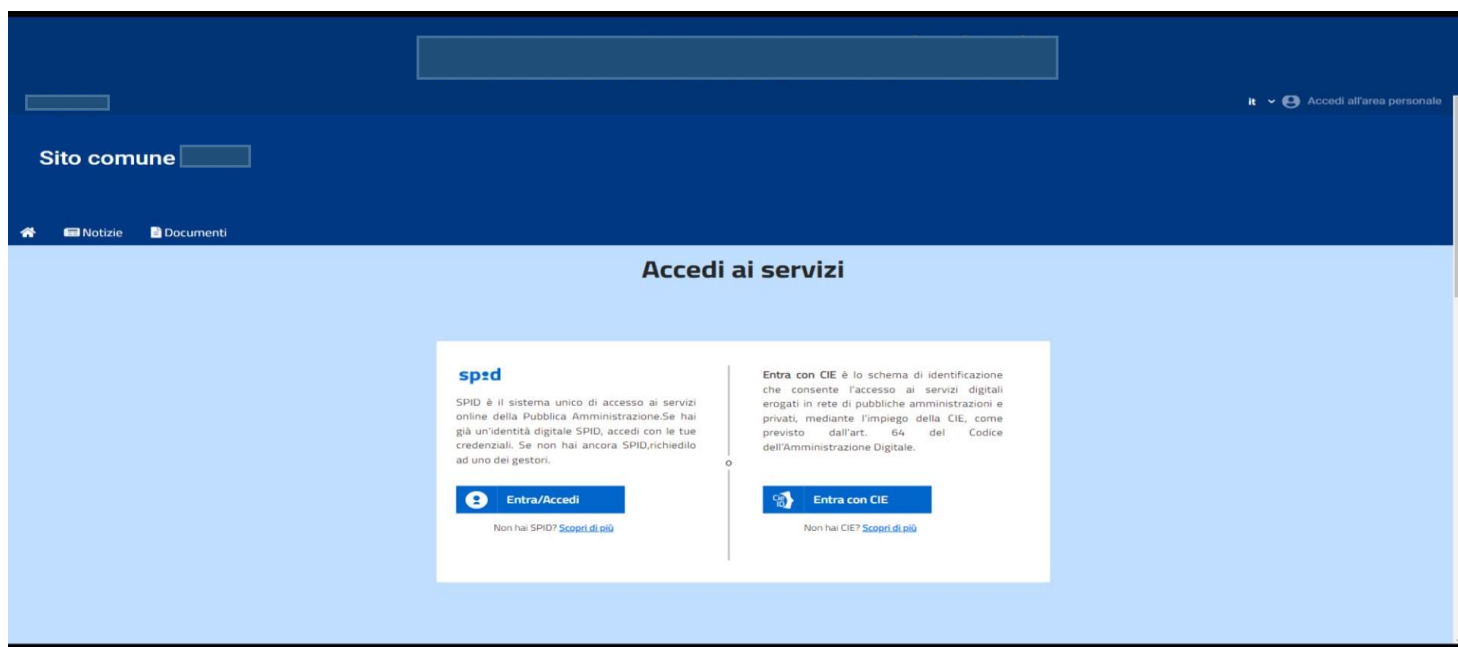 it Accedi all'area personale
Sito comune
Notizie Documenti
Accedi ai servizi
spid
SPID è il sistema unico di accesso ai servizi
online della Pubblica Amministrazione.Se hai
già un'identità digitale SPID, accedi con le tue
credenziali. Se non hai ancora SPID,richiedilo
ad uno dei gestori.
Entra/Accedi
Non hai SPID? Scopri di più
o
Entra con CIE è lo schema di identificazione
che consente l'accesso ai servizi digitali
erogati in rete di pubbliche amministrazioni e
privati, mediante l'impiego della CIE, come
previsto dall'art. 64 del Codice
dell'Amministrazione Digitale.
Entra con CIE
Non hai CIE? Scopri di più